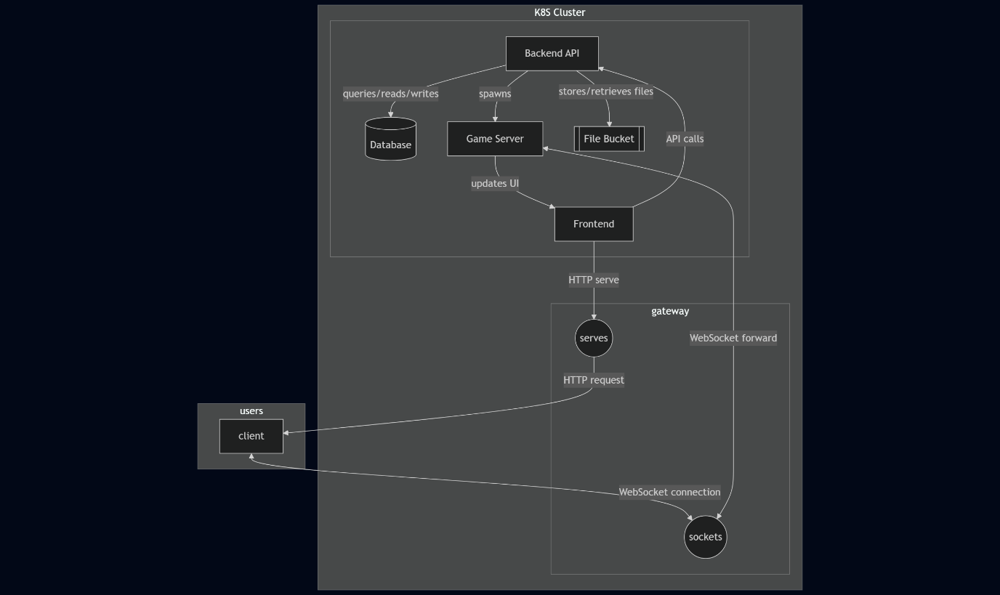 K8S Cluster
Backend API
queries/reads/writes
spawns
stores/retrieves files
Database
Game Server
File Bucket
API calls
updates UI
Frontend
HTTP serve
gateway
serves
WebSocket forward
HTTP request
users
client
WebSocket connection
sockets